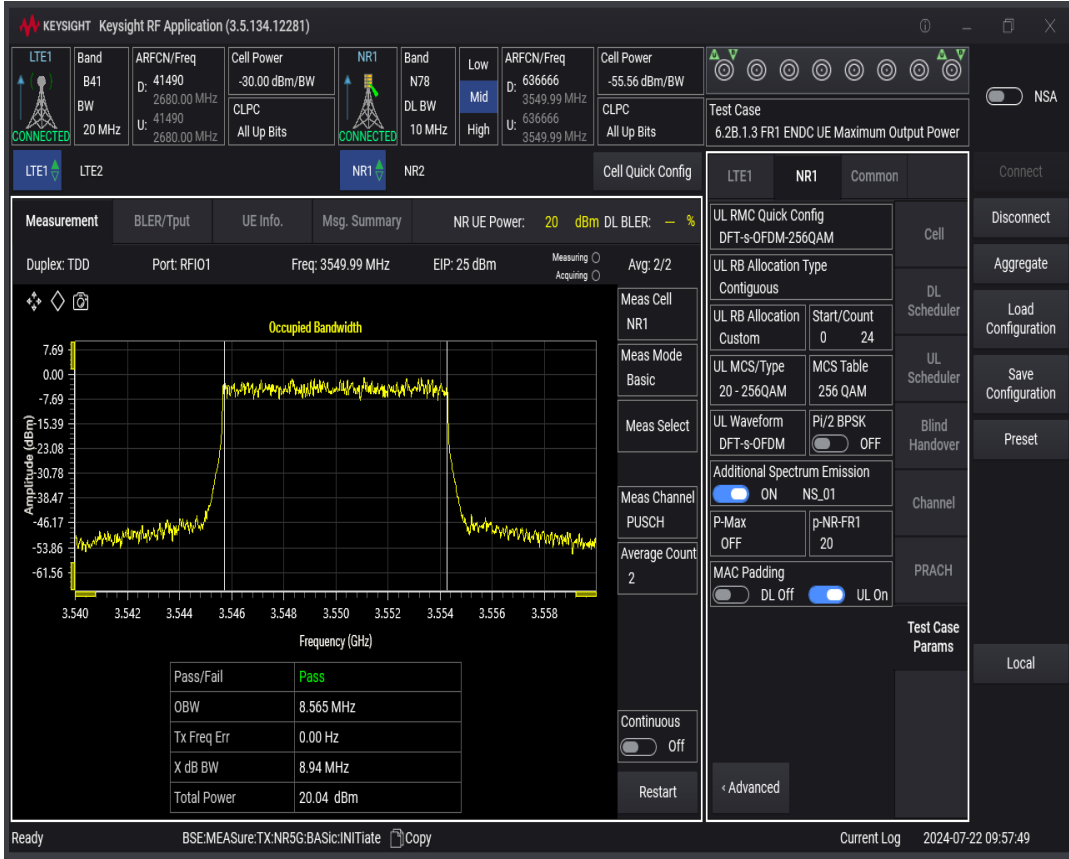 KEYSIGHT Keysight RF Application (3.5.134.12281)
LTE1
CONNECTED
Band
B41
BW
20 MHz
ARFCN/Freq
D: 41490
2680.00 MHz
U: 41490
2680.00 MHz
Cell Power
-30.00 dBm/BW
CLPC
All Up Bits
NR1
CONNECTED
Band
N78
DL BW
10 MHz
Low
Mid
High
ARFCN/Freq
D: 636666
3549.99 MHz
U: 636666
3549.99 MHz
Cell Power
-55.56 dBm/BW
CLPC
All Up Bits
Test Case
6.2B.1.3 FR1 ENDC UE Maximum Output Power
NSA
LTE1 LTE2 NR1 NR2 Cell Quick Config
Measurement BLER/Tput UE Info. Msg. Summary NR UE Power: 20 dBm DL BLER: --- %
Duplex: TDD Port: RFIO1 Freq: 3549.99 MHz EIP: 25 dBm Measuring Acquiring Avg: 2/2
Occupied Bandwidth
Amplitude (dBm)
7.69
0.00
-7.69
-15.39
-23.08
-30.78
-38.47
-46.17
-53.86
-61.56
3.540 3.542 3.544 3.546 3.548 3.550 3.552 3.554 3.556 3.558
Frequency (GHz)
Pass/Fail Pass
OBW 8.565 MHz
Tx Freq Err 0.00 Hz
X dB BW 8.94 MHz
Total Power 20.04 dBm
Meas Cell
NR1
Meas Mode
Basic
Meas Select
Meas Channel
PUSCH
Average Count
2
Continuous
Off
Restart
LTE1 NR1 Common
UL RMC Quick Config
DFT-s-OFDM-256QAM
UL RB Allocation Type
Contiguous
UL RB Allocation Start/Count
Custom 0 24
UL MCS/Type MCS Table
20 - 256QAM 256 QAM
UL Waveform Pi/2 BPSK
DFT-s-OFDM OFF
Additional Spectrum Emission
ON NS_01
P-Max p-NR-FR1
OFF 20
MAC Padding
DL Off UL On
‹ Advanced
Cell
DL
Scheduler
UL
Scheduler
Blind
Handover
Channel
PRACH
Test Case
Params
Connect
Disconnect
Aggregate
Load
Configuration
Save
Configuration
Preset
Local
Ready BSE:MEASure:TX:NR5G:BASic:INITiate Copy Current Log 2024-07-22 09:57:49